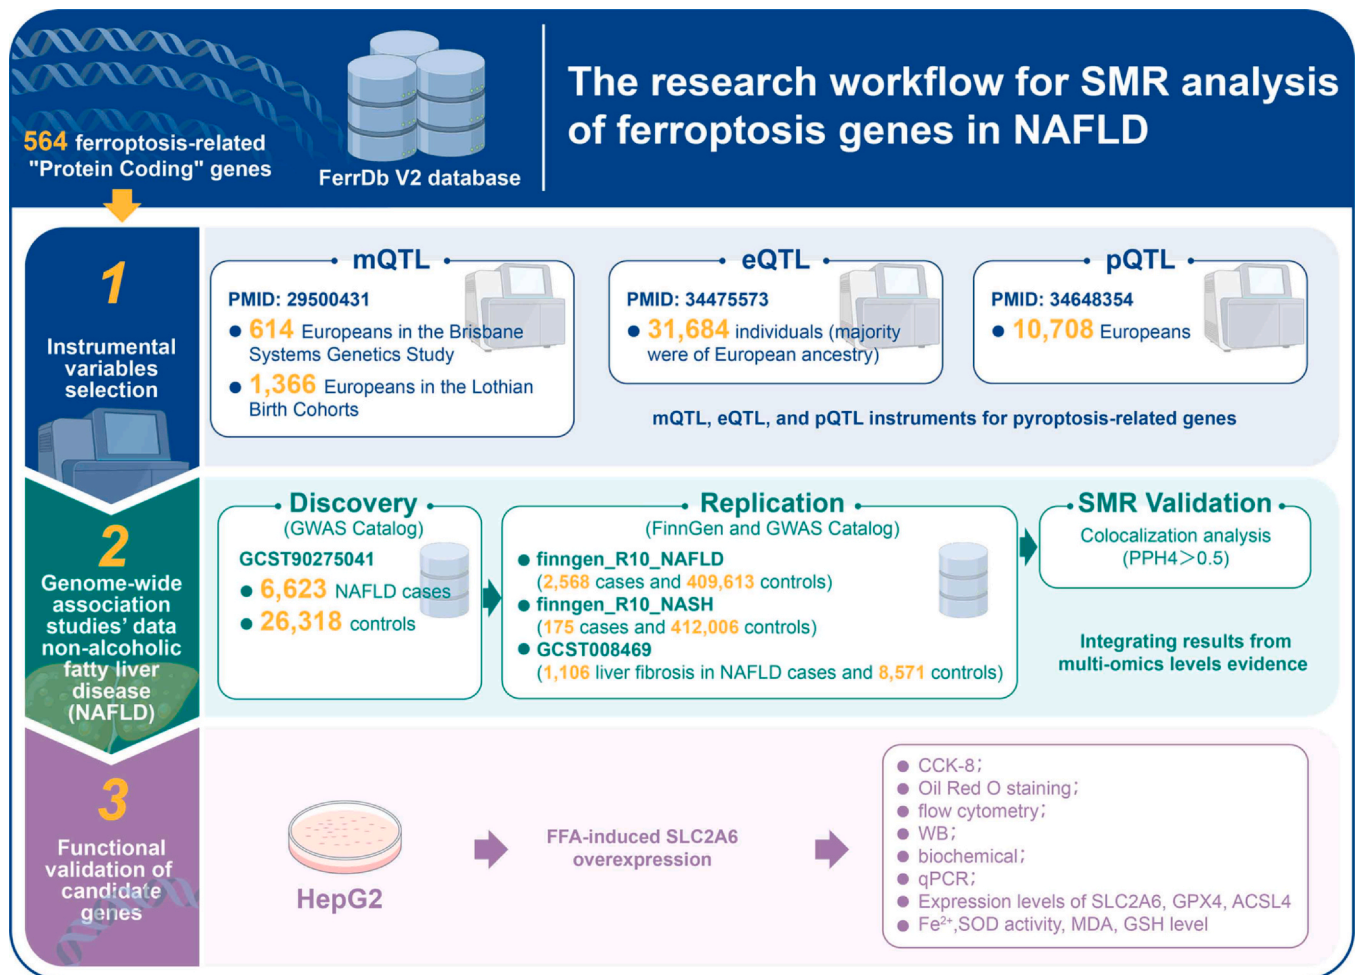 564 ferroptosis-related
"Protein Coding" genes
FerrDb V2 database
The research workflow for SMR analysis
of ferroptosis genes in NAFLD
1
Instrumental
variables
selection
mQTL
PMID: 29500431
● 614 Europeans in the Brisbane
Systems Genetics Study
● 1,366 Europeans in the Lothian
Birth Cohorts
eQTL
PMID: 34475573
● 31,684 individuals (majority
were of European ancestry)
pQTL
PMID: 34648354
● 10,708 Europeans
mQTL, eQTL, and pQTL instruments for pyroptosis-related genes
2
Genome-wide
association
studies’ data
non-alcoholic
fatty liver
disease
(NAFLD)
Discovery
(GWAS Catalog)
GCST90275041
● 6,623 NAFLD cases
● 26,318 controls
Replication
(FinnGen and GWAS Catalog)
● finngen_R10_NAFLD
(2,568 cases and 409,613 controls)
● finngen_R10_NASH
(175 cases and 412,006 controls)
● GCST008469
(1,106 liver fibrosis in NAFLD cases and 8,571 controls)
SMR Validation
Colocalization analysis
(PPH4＞0.5)
Integrating results from
multi-omics levels evidence
3
Functional
validation of
candidate
genes
HepG2
FFA-induced SLC2A6
overexpression
● CCK-8；
● Oil Red O staining；
● flow cytometry；
● WB；
● biochemical；
● qPCR；
● Expression levels of SLC2A6, GPX4, ACSL4
● Fe²⁺,SOD activity, MDA, GSH level